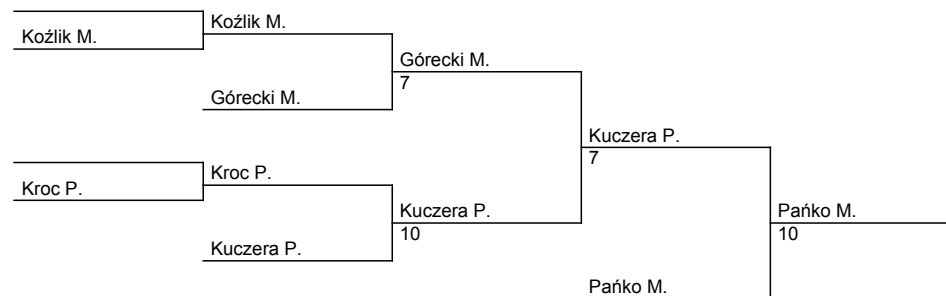 Koźlik M.
Koźlik M.
Górecki M.
7
Górecki M.
Kuczera P.
7
Kroc P.
Kroc P.
Kuczera P.
10
Kuczera P.
Pańko M.
10
Pańko M.